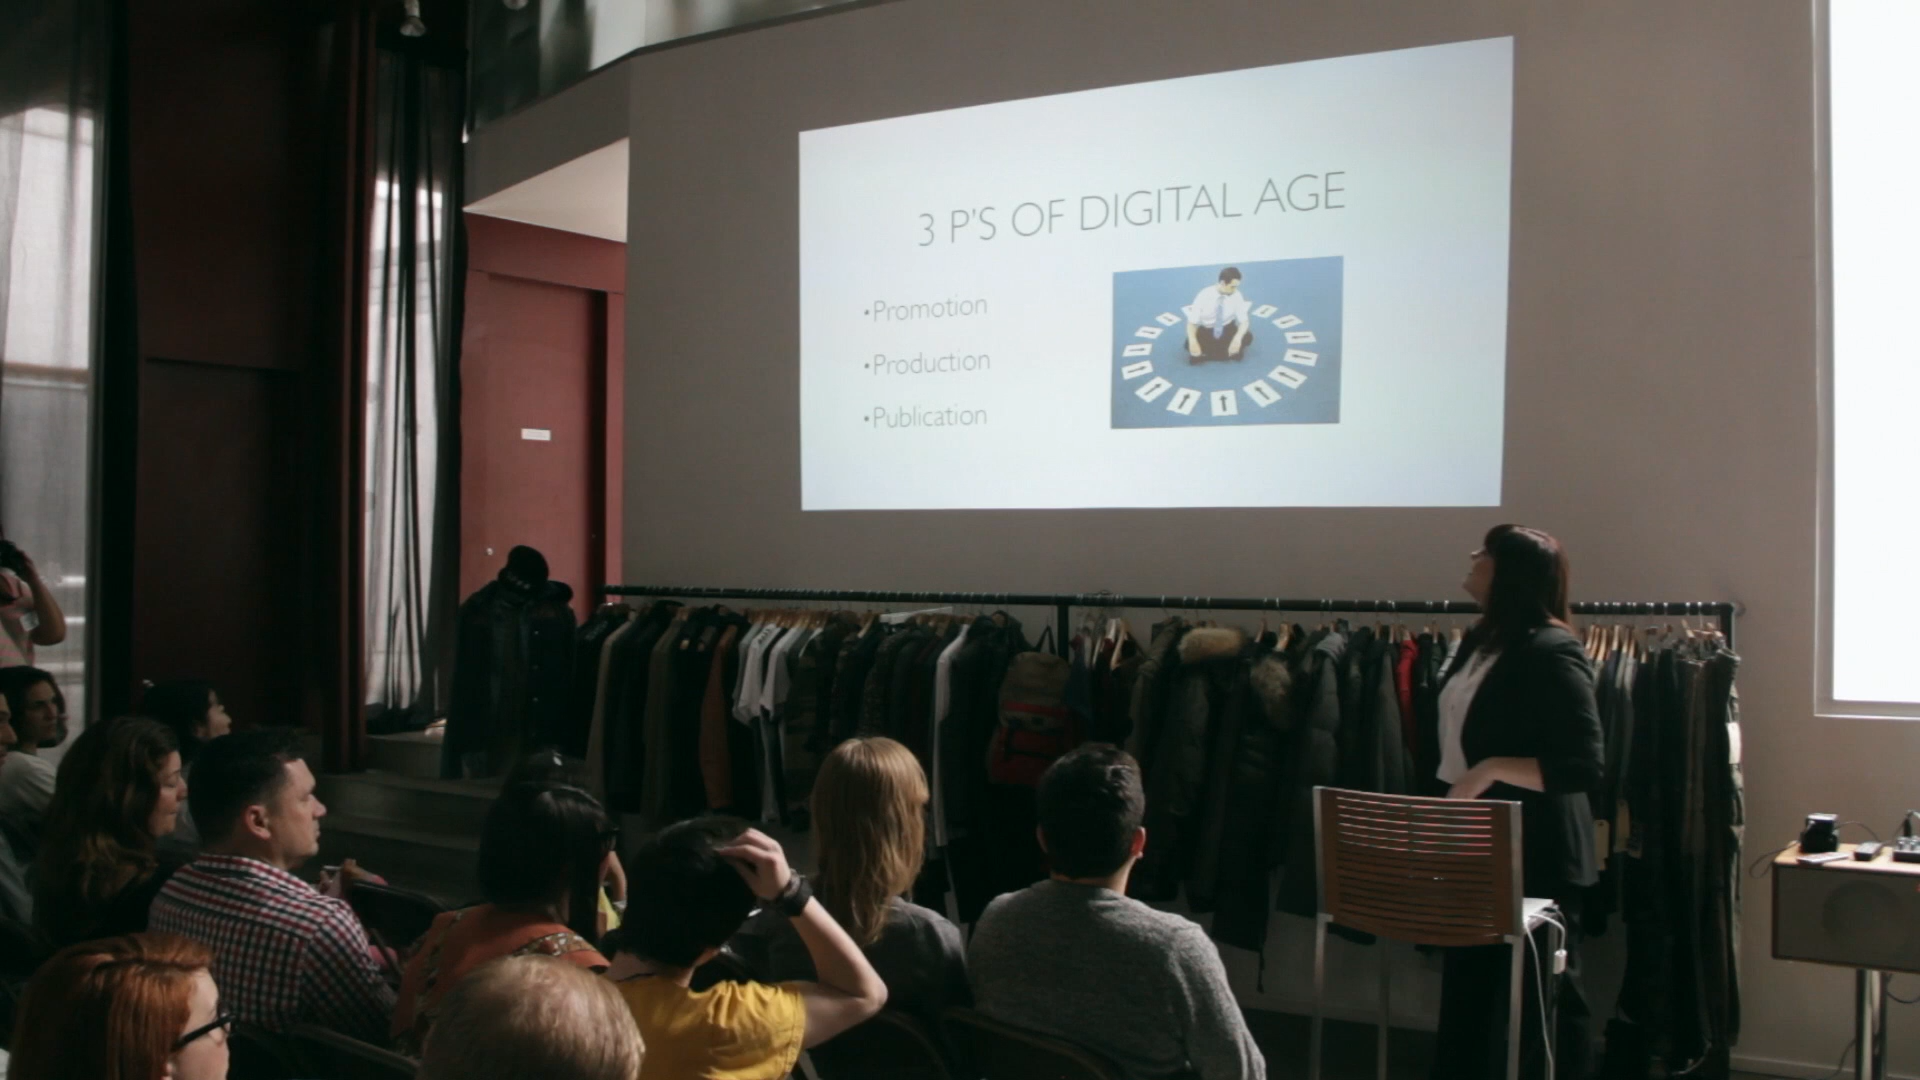 3 P'S OF DIGITAL AGE
•Promotion
•Production
•Publication